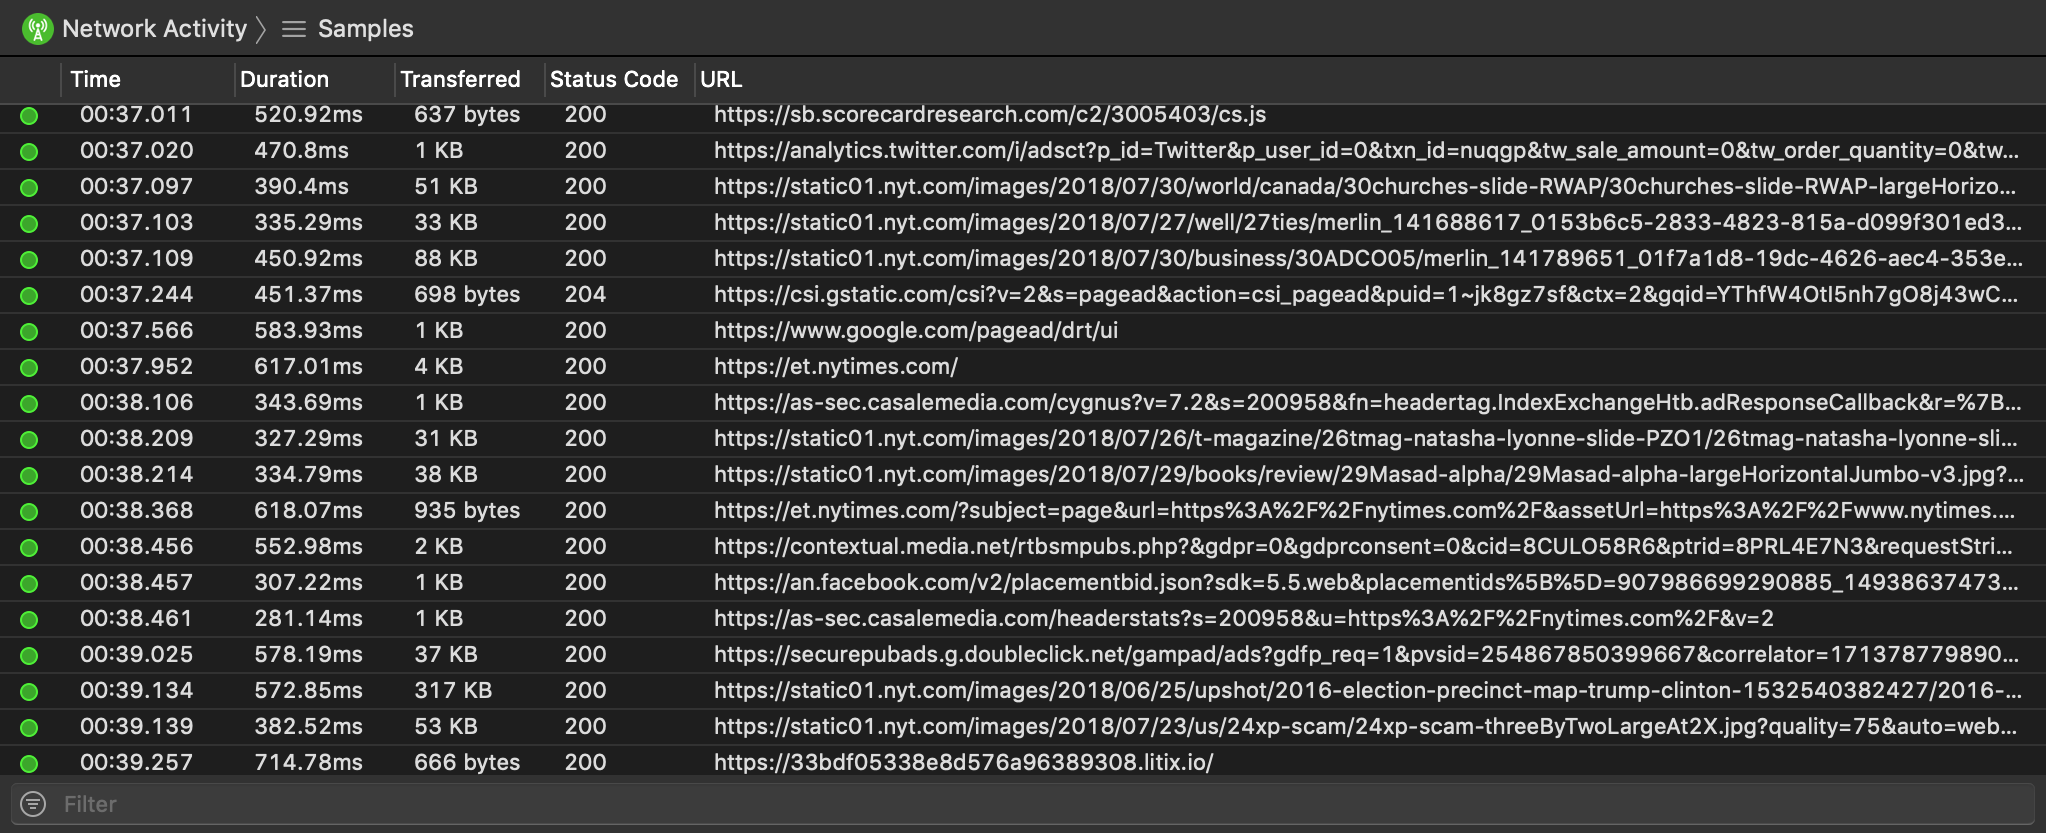 Network Activity Samples
Time Duration Transferred Status Code URL
00:37.011 520.92ms 637 bytes 200 https://sb.scorecardresearch.com/c2/3005403/cs.js
00:37.020 470.8ms 1 KB 200 https://analytics.twitter.com/i/adsct?p_id=Twitter&p_user_id=0&txn_id=nuqgp&tw_sale_amount=0&tw_order_quantity=0&tw...
00:37.097 390.4ms 51 KB 200 https://static01.nyt.com/images/2018/07/30/world/canada/30churches-slide-RWAP/30churches-slide-RWAP-largeHorizo...
00:37.103 335.29ms 33 KB 200 https://static01.nyt.com/images/2018/07/27/well/27ties/merlin_141688617_0153b6c5-2833-4823-815a-d099f301ed3...
00:37.109 450.92ms 88 KB 200 https://static01.nyt.com/images/2018/07/30/business/30ADCO05/merlin_141789651_01f7a1d8-19dc-4626-aec4-353e...
00:37.244 451.37ms 698 bytes 204 https://csi.gstatic.com/csi?v=2&s=pagead&action=csi_pagead&puid=1~jk8gz7sf&ctx=2&gqid=YThfW4OtI5nh7gO8j43wC...
00:37.566 583.93ms 1 KB 200 https://www.google.com/pagead/drt/ui
00:37.952 617.01ms 4 KB 200 https://et.nytimes.com/
00:38.106 343.69ms 1 KB 200 https://as-sec.casalemedia.com/cygnus?v=7.2&s=200958&fn=headertag.IndexExchangeHtb.adResponseCallback&r=%7B...
00:38.209 327.29ms 31 KB 200 https://static01.nyt.com/images/2018/07/26/t-magazine/26tmag-natasha-lyonne-slide-PZO1/26tmag-natasha-lyonne-sli...
00:38.214 334.79ms 38 KB 200 https://static01.nyt.com/images/2018/07/29/books/review/29Masad-alpha/29Masad-alpha-largeHorizontalJumbo-v3.jpg?...
00:38.368 618.07ms 935 bytes 200 https://et.nytimes.com/?subject=page&url=https%3A%2F%2Fnytimes.com%2F&assetUrl=https%3A%2F%2Fwww.nytimes....
00:38.456 552.98ms 2 KB 200 https://contextual.media.net/rtbsmpubs.php?&gdpr=0&gdprconsent=0&cid=8CULO58R6&ptrid=8PRL4E7N3&requestStri...
00:38.457 307.22ms 1 KB 200 https://an.facebook.com/v2/placementbid.json?sdk=5.5.web&placementids%5B%5D=907986699290885_14938637473...
00:38.461 281.14ms 1 KB 200 https://as-sec.casalemedia.com/headerstats?s=200958&u=https%3A%2F%2Fnytimes.com%2F&v=2
00:39.025 578.19ms 37 KB 200 https://securepubads.g.doubleclick.net/gampad/ads?gdfp_req=1&pvsid=254867850399667&correlator=171378779890...
00:39.134 572.85ms 317 KB 200 https://static01.nyt.com/images/2018/06/25/upshot/2016-election-precinct-map-trump-clinton-1532540382427/2016-...
00:39.139 382.52ms 53 KB 200 https://static01.nyt.com/images/2018/07/23/us/24xp-scam/24xp-scam-threeByTwoLargeAt2X.jpg?quality=75&auto=web...
00:39.257 714.78ms 666 bytes 200 https://33bdf05338e8d576a96389308.litix.io/
Filter